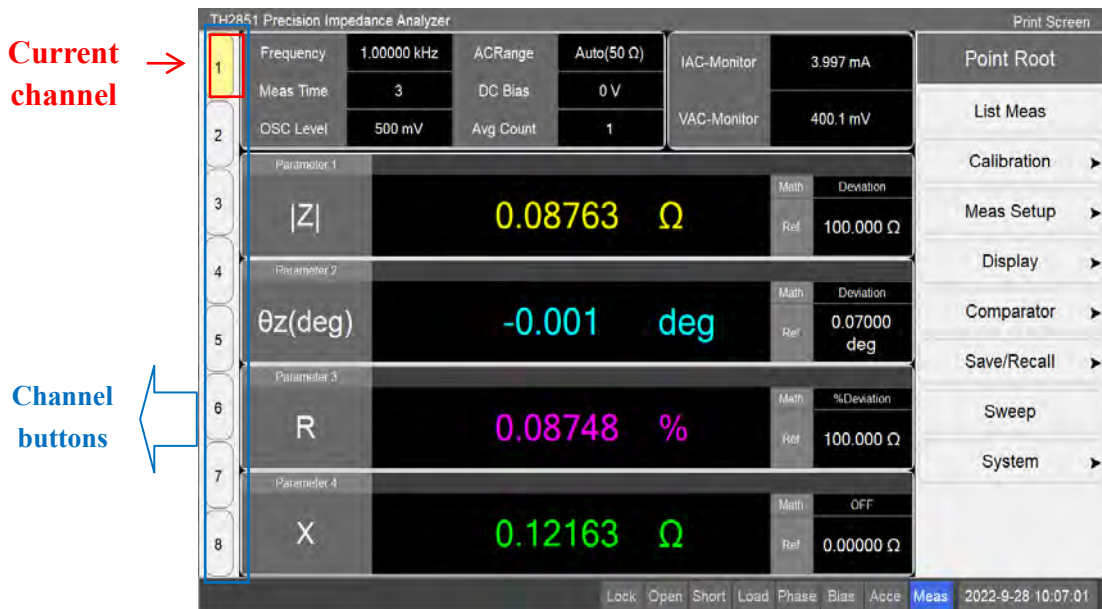 TH2851 Precision Impedance Analyzer
Print Screen
Current
channel
1
2
3
4
5
6
7
8
Channel
buttons
Frequency 1.00000 kHz ACRange Auto(50 Ω)
Meas Time 3 DC Bias 0 V
OSC Level 500 mV Avg Count 1
IAC-Monitor 3.997 mA
VAC-Monitor 400.1 mV
Parameter 1
|Z| 0.08763 Ω
Math Deviation
Ref 100.000 Ω
Parameter 2
θz(deg) -0.001 deg
Math Deviation
Ref 0.07000
deg
Parameter 3
R 0.08748 %
Math %Deviation
Ref 100.000 Ω
Parameter 4
X 0.12163 Ω
Math OFF
Ref 0.00000 Ω
Point Root
List Meas
Calibration
Meas Setup
Display
Comparator
Save/Recall
Sweep
System
Lock Open Short Load Phase Bias Acce Meas 2022-9-28 10:07:01